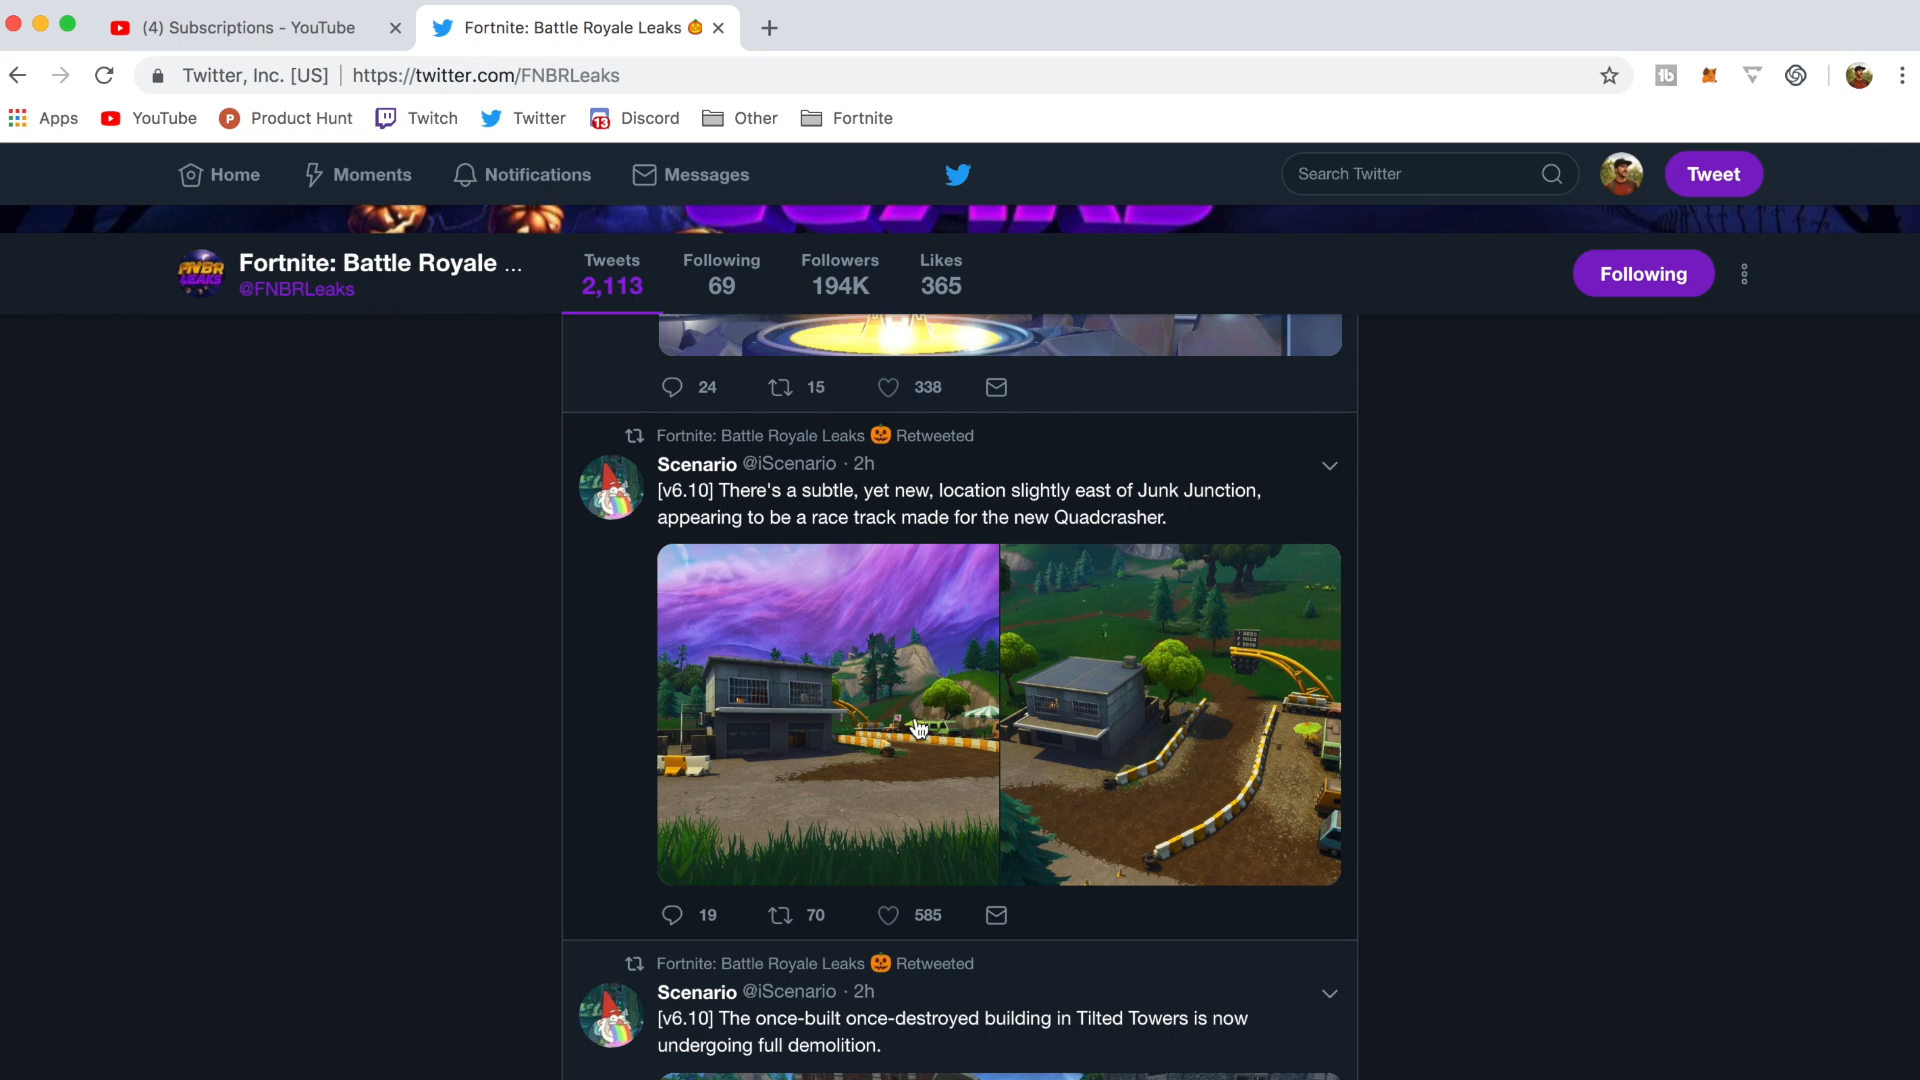 (4) Subscriptions - YouTube
Fortnite: Battle Royale Leaks 🎃
Twitter, Inc. [US] https://twitter.com/FNBRLeaks
Apps YouTube Product Hunt Twitch Twitter 13 Discord Other Fortnite
Home Moments Notifications Messages Search Twitter Tweet
FNBR LEAKS
Fortnite: Battle Royale ...
@FNBRLeaks
Tweets Following Followers Likes
2,113 69 194K 365
Following
24 15 338
Fortnite: Battle Royale Leaks 🎃 Retweeted
Scenario @iScenario · 2h
[v6.10] There's a subtle, yet new, location slightly east of Junk Junction,
appearing to be a race track made for the new Quadcrasher.
19 70 585
Fortnite: Battle Royale Leaks 🎃 Retweeted
Scenario @iScenario · 2h
[v6.10] The once-built once-destroyed building in Tilted Towers is now
undergoing full demolition.